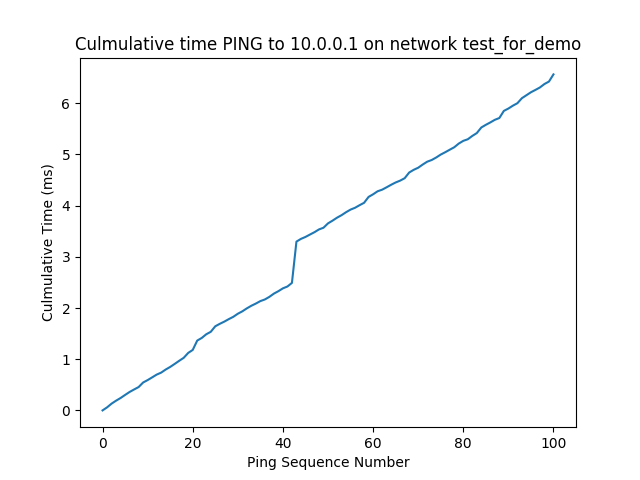 Culmulative time PING to 10.0.0.1 on network test_for_demo
6
5
4
3
2
1
0
Culmulative Time (ms)
0 20 40 60 80 100
Ping Sequence Number